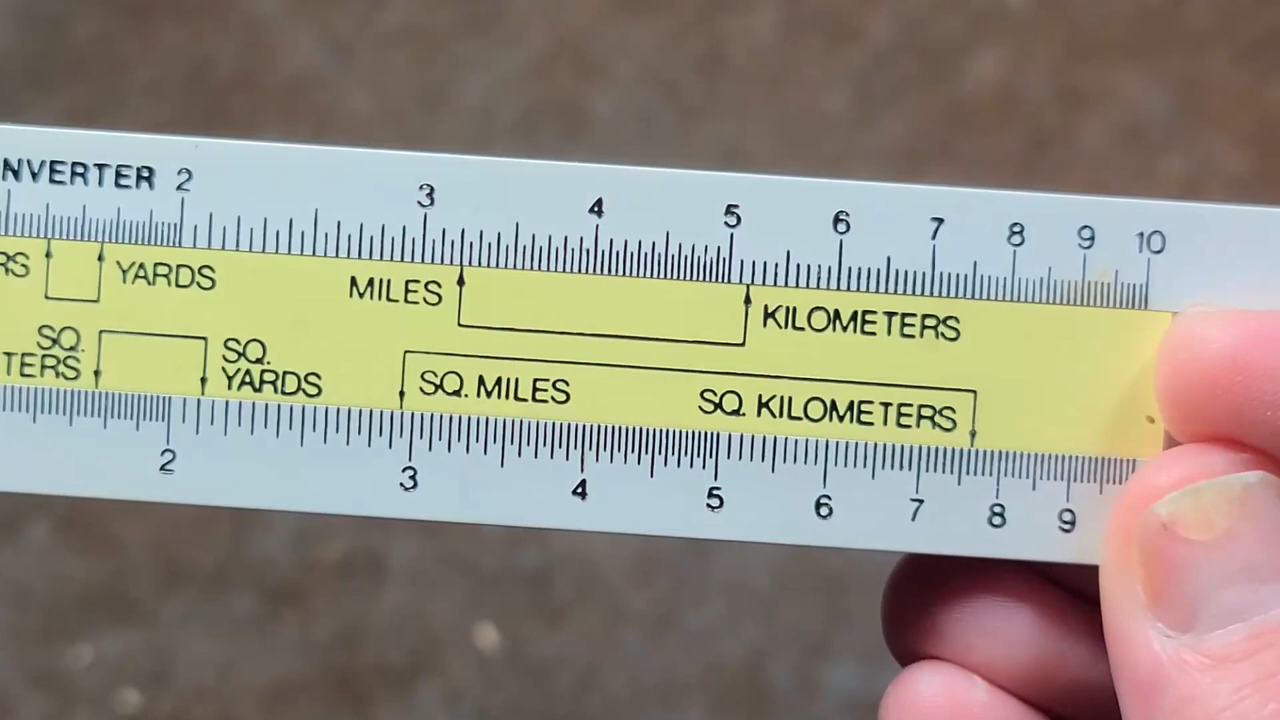 NVERTER 2 3 4 5 6 7 8 9 10
RS YARDS MILES KILOMETERS
SQ. TERS SQ. YARDS SQ. MILES SQ. KILOMETERS
2 3 4 5 6 7 8 9